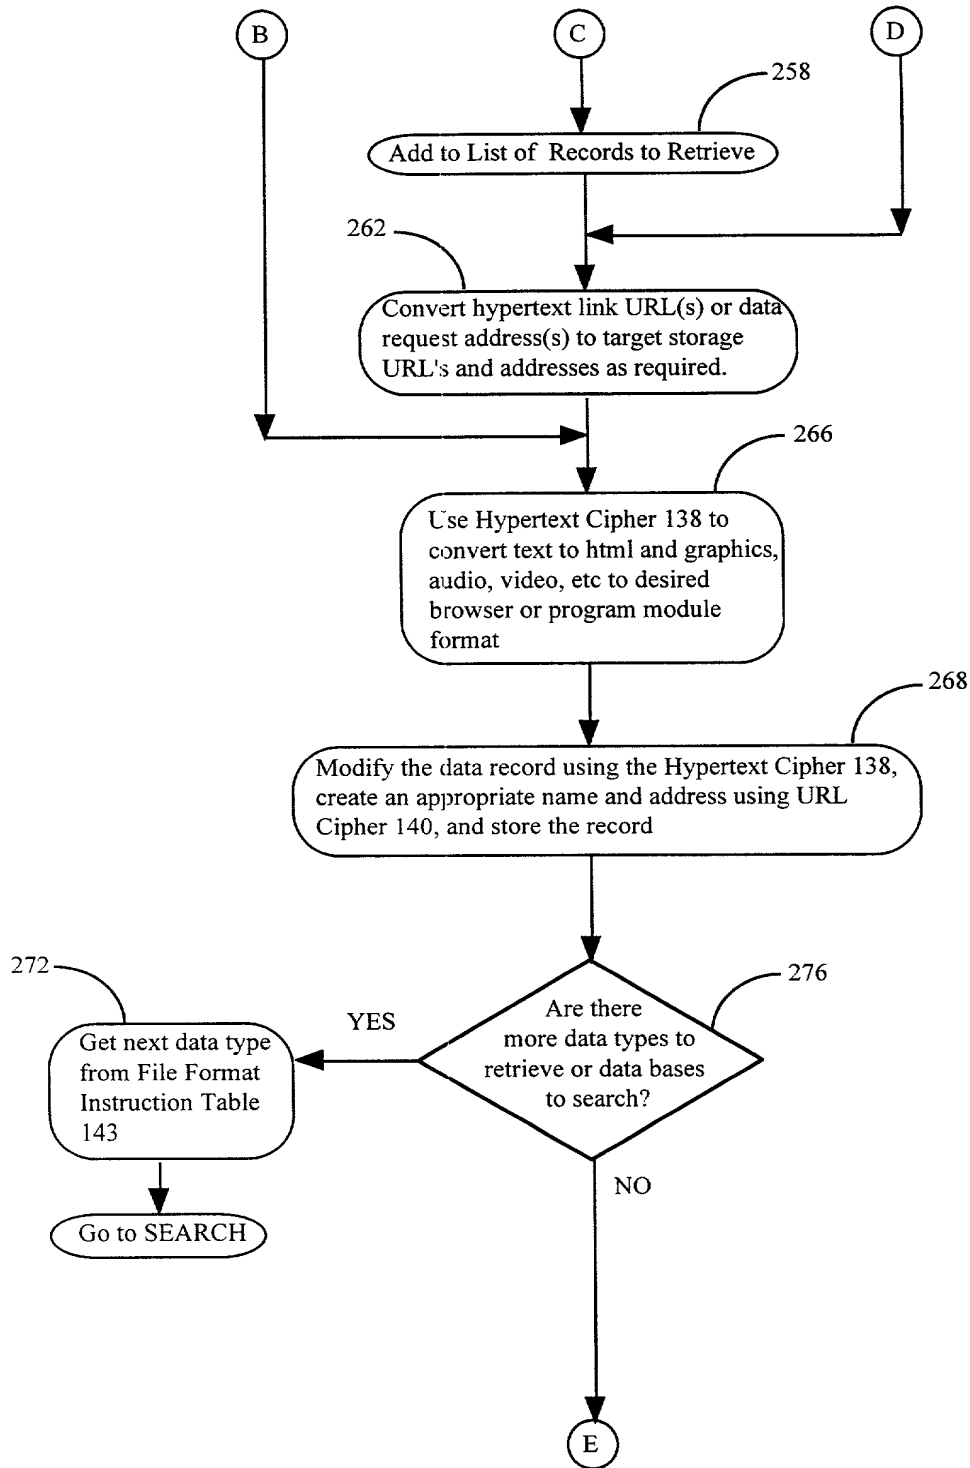 B
C
D
258
Add to List of Records to Retrieve
262
Convert hypertext link URL(s) or data
request address(s) to target storage
URL's and addresses as required.
266
Use Hypertext Cipher 138 to
convert text to html and graphics,
audio, video, etc to desired
browser or program module
format
268
Modify the data record using the Hypertext Cipher 138,
create an appropriate name and address using URL
Cipher 140, and store the record
272
276
Are there
more data types to
retrieve or data bases
to search?
YES
Get next data type
from File Format
Instruction Table
143
NO
Go to SEARCH
E